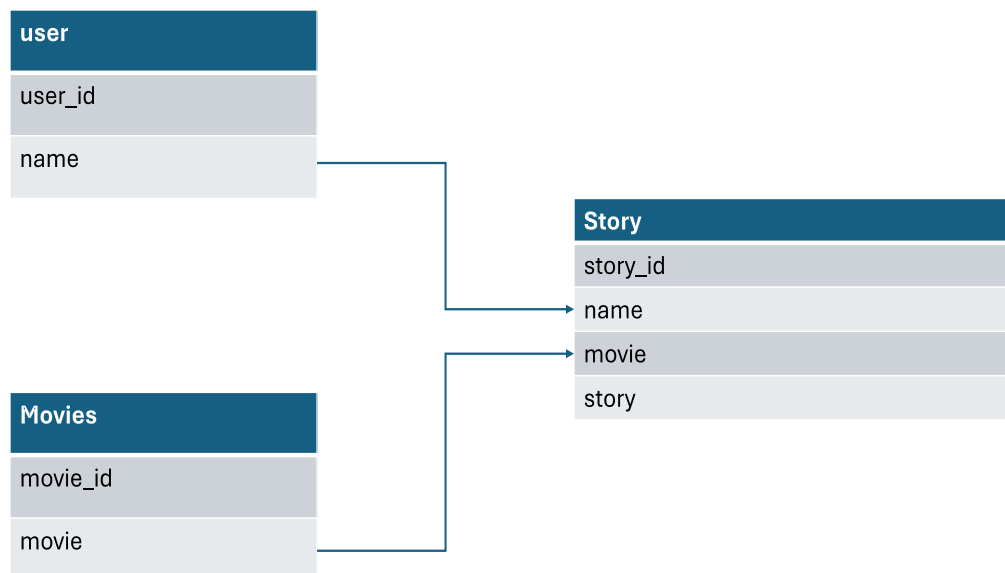 user
user_id
name
Story
story_id
name
movie
story
Movies
movie_id
movie